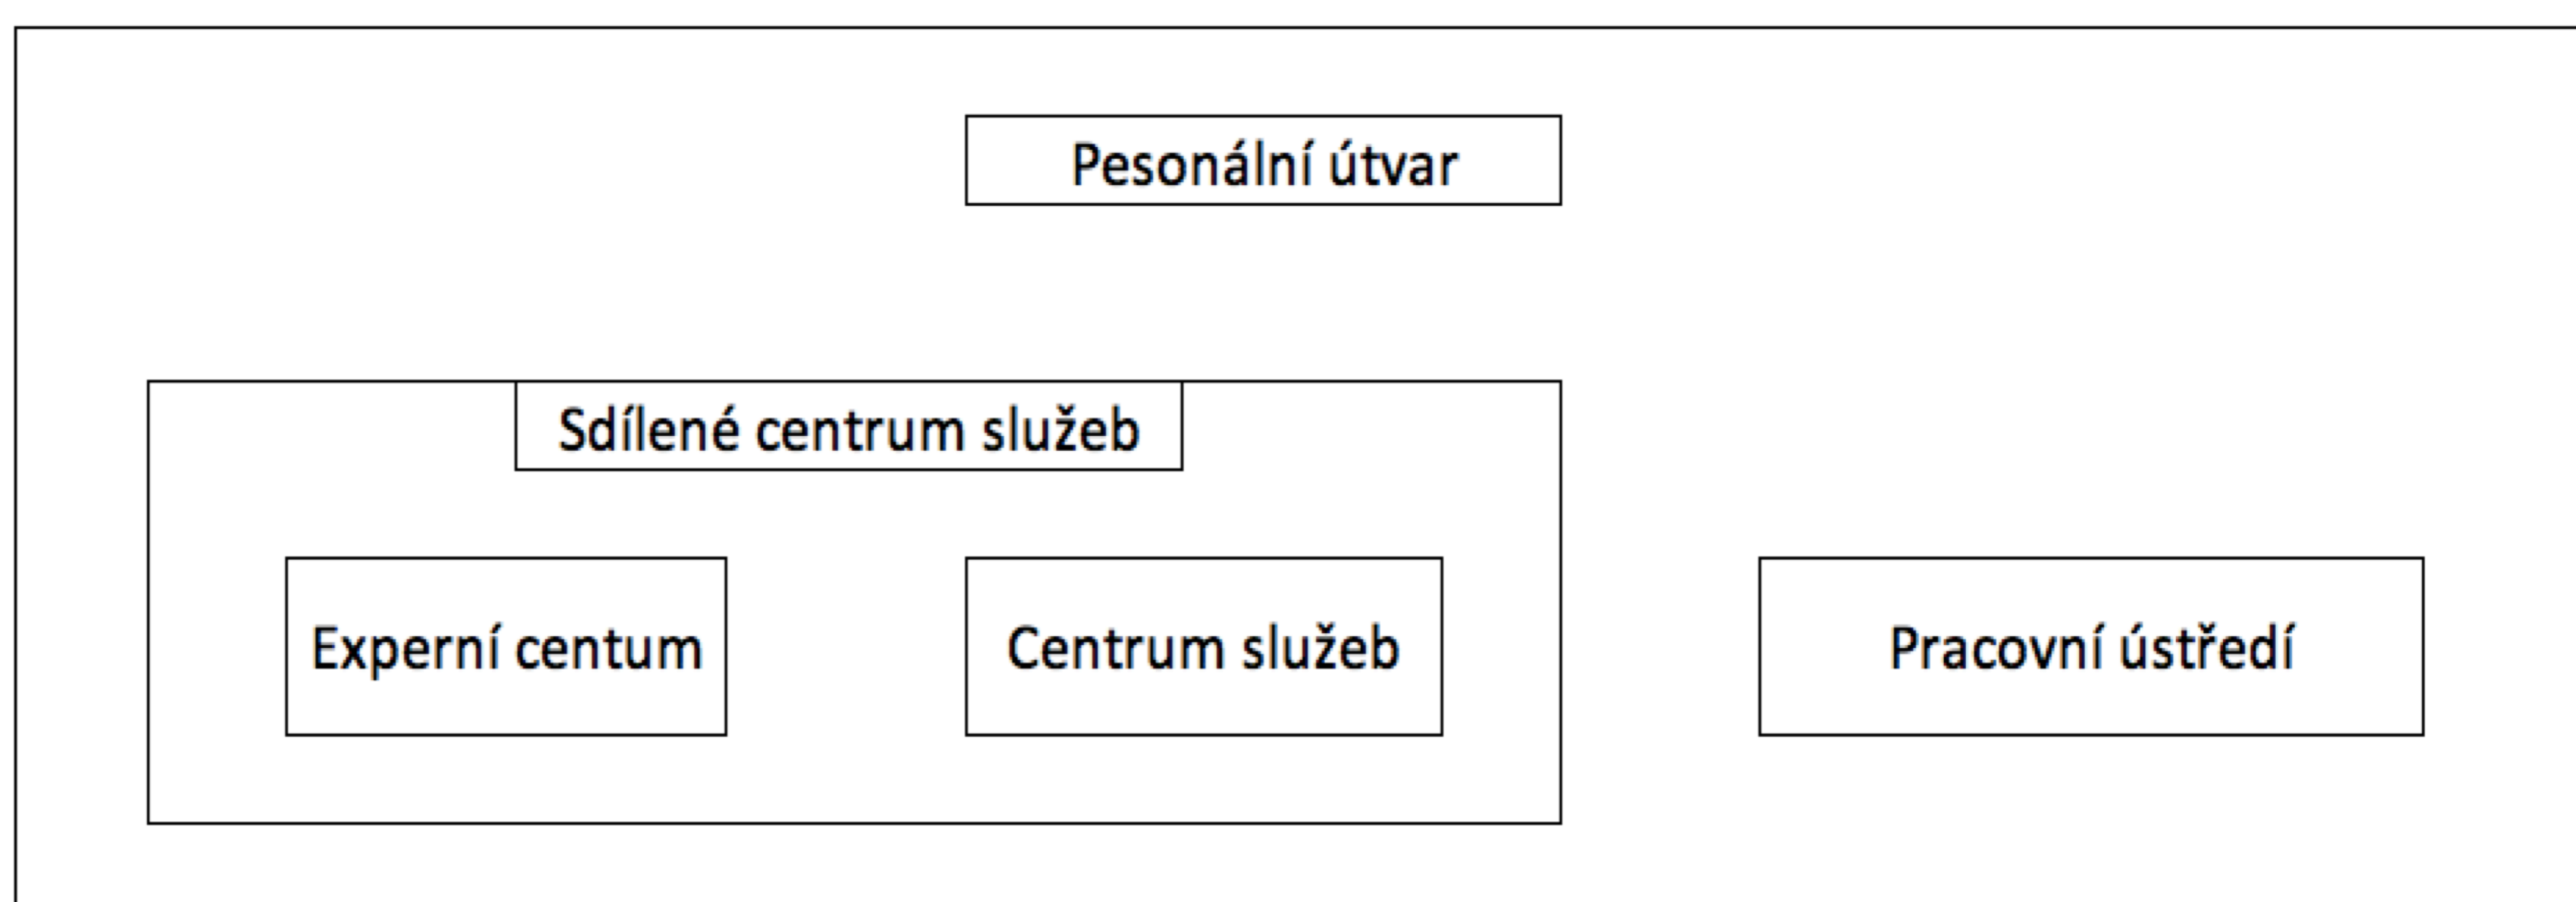 Pesonální útvar
Sdílené centrum služeb
Experní centum
Centrum služeb
Pracovní ústředí